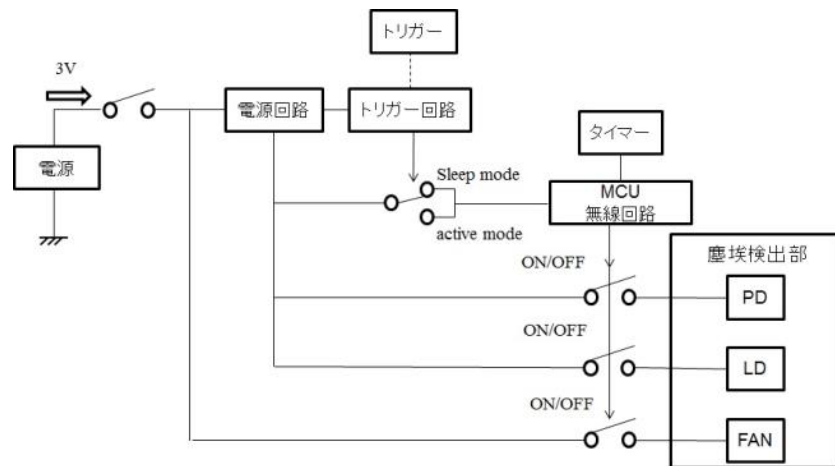 トリガー
3V
電源回路
トリガー回路
タイマー
電源
Sleep mode
MCU
無線回路
active mode
塵埃検出部
ON/OFF
PD
ON/OFF
LD
ON/OFF
FAN